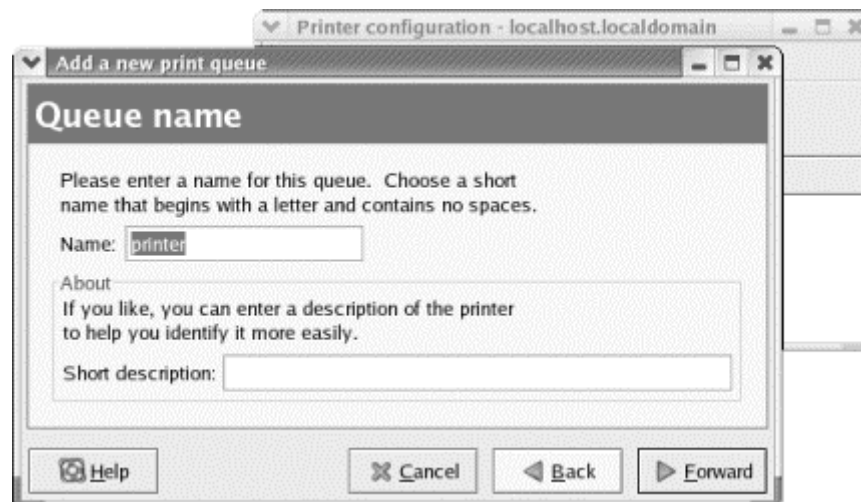 Printer configuration - localhost.localdomain
Add a new print queue
Queue name
Please enter a name for this queue. Choose a short
name that begins with a letter and contains no spaces.
Name: printer
About
If you like, you can enter a description of the printer
to help you identify it more easily.
Short description:
Help
Cancel
Back
Forward